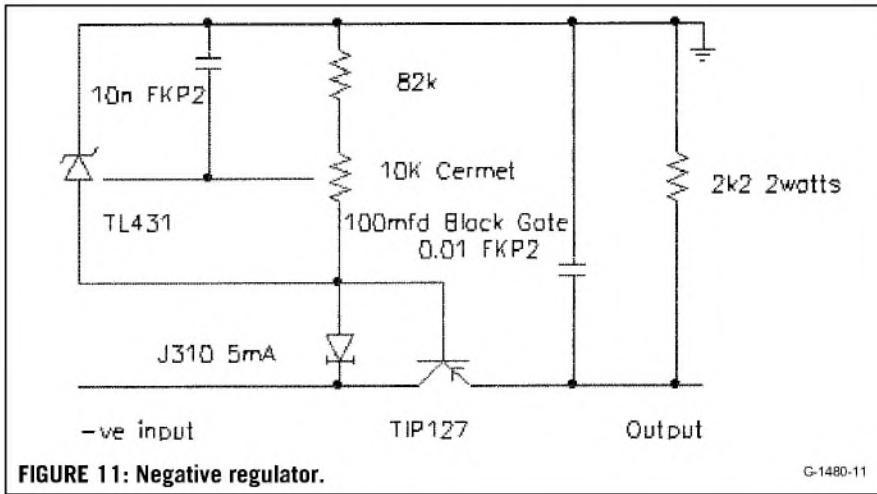 10n FKP2
82k
10K Cermet
2k2 2watts
TL431
100mfd Black Gate
0.01 FKP2
J310 5mA
-ve input
TIP127
Output
FIGURE 11: Negative regulator.
G-1480-11